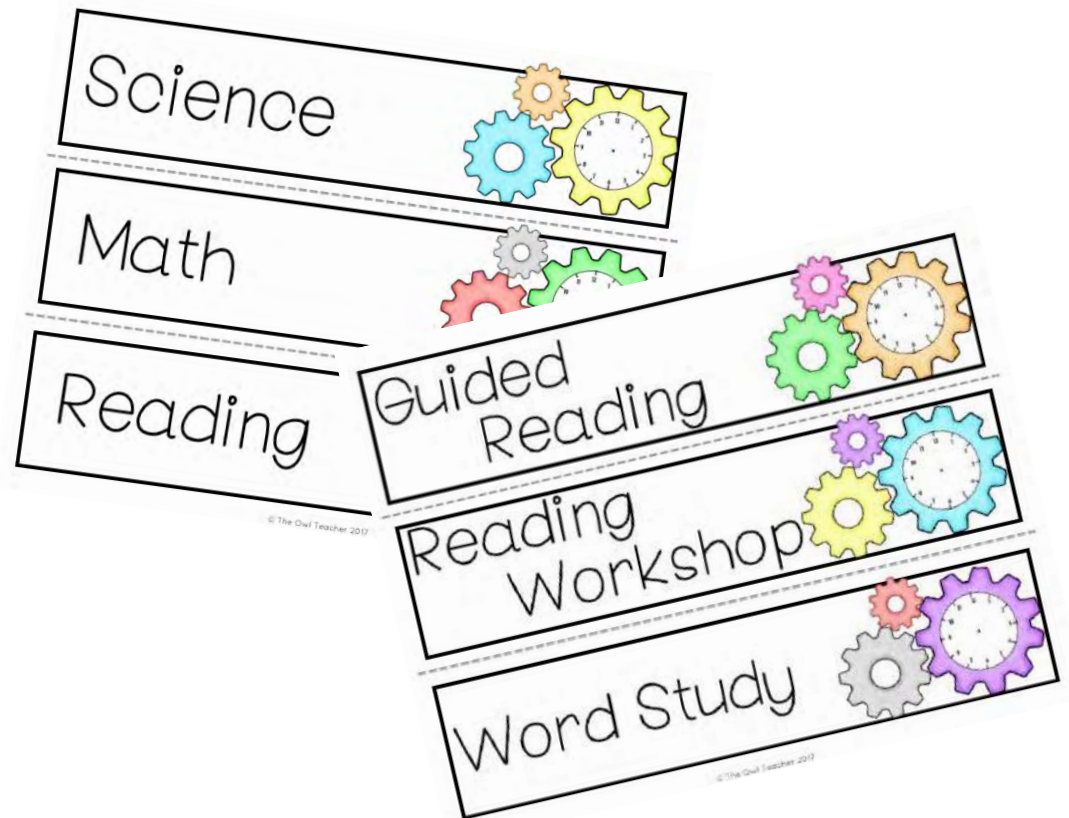 Science
Math
Reading
© The Owl Teacher 2017
Guided
Reading
Reading
Workshop
Word Study
© The Owl Teacher 2017